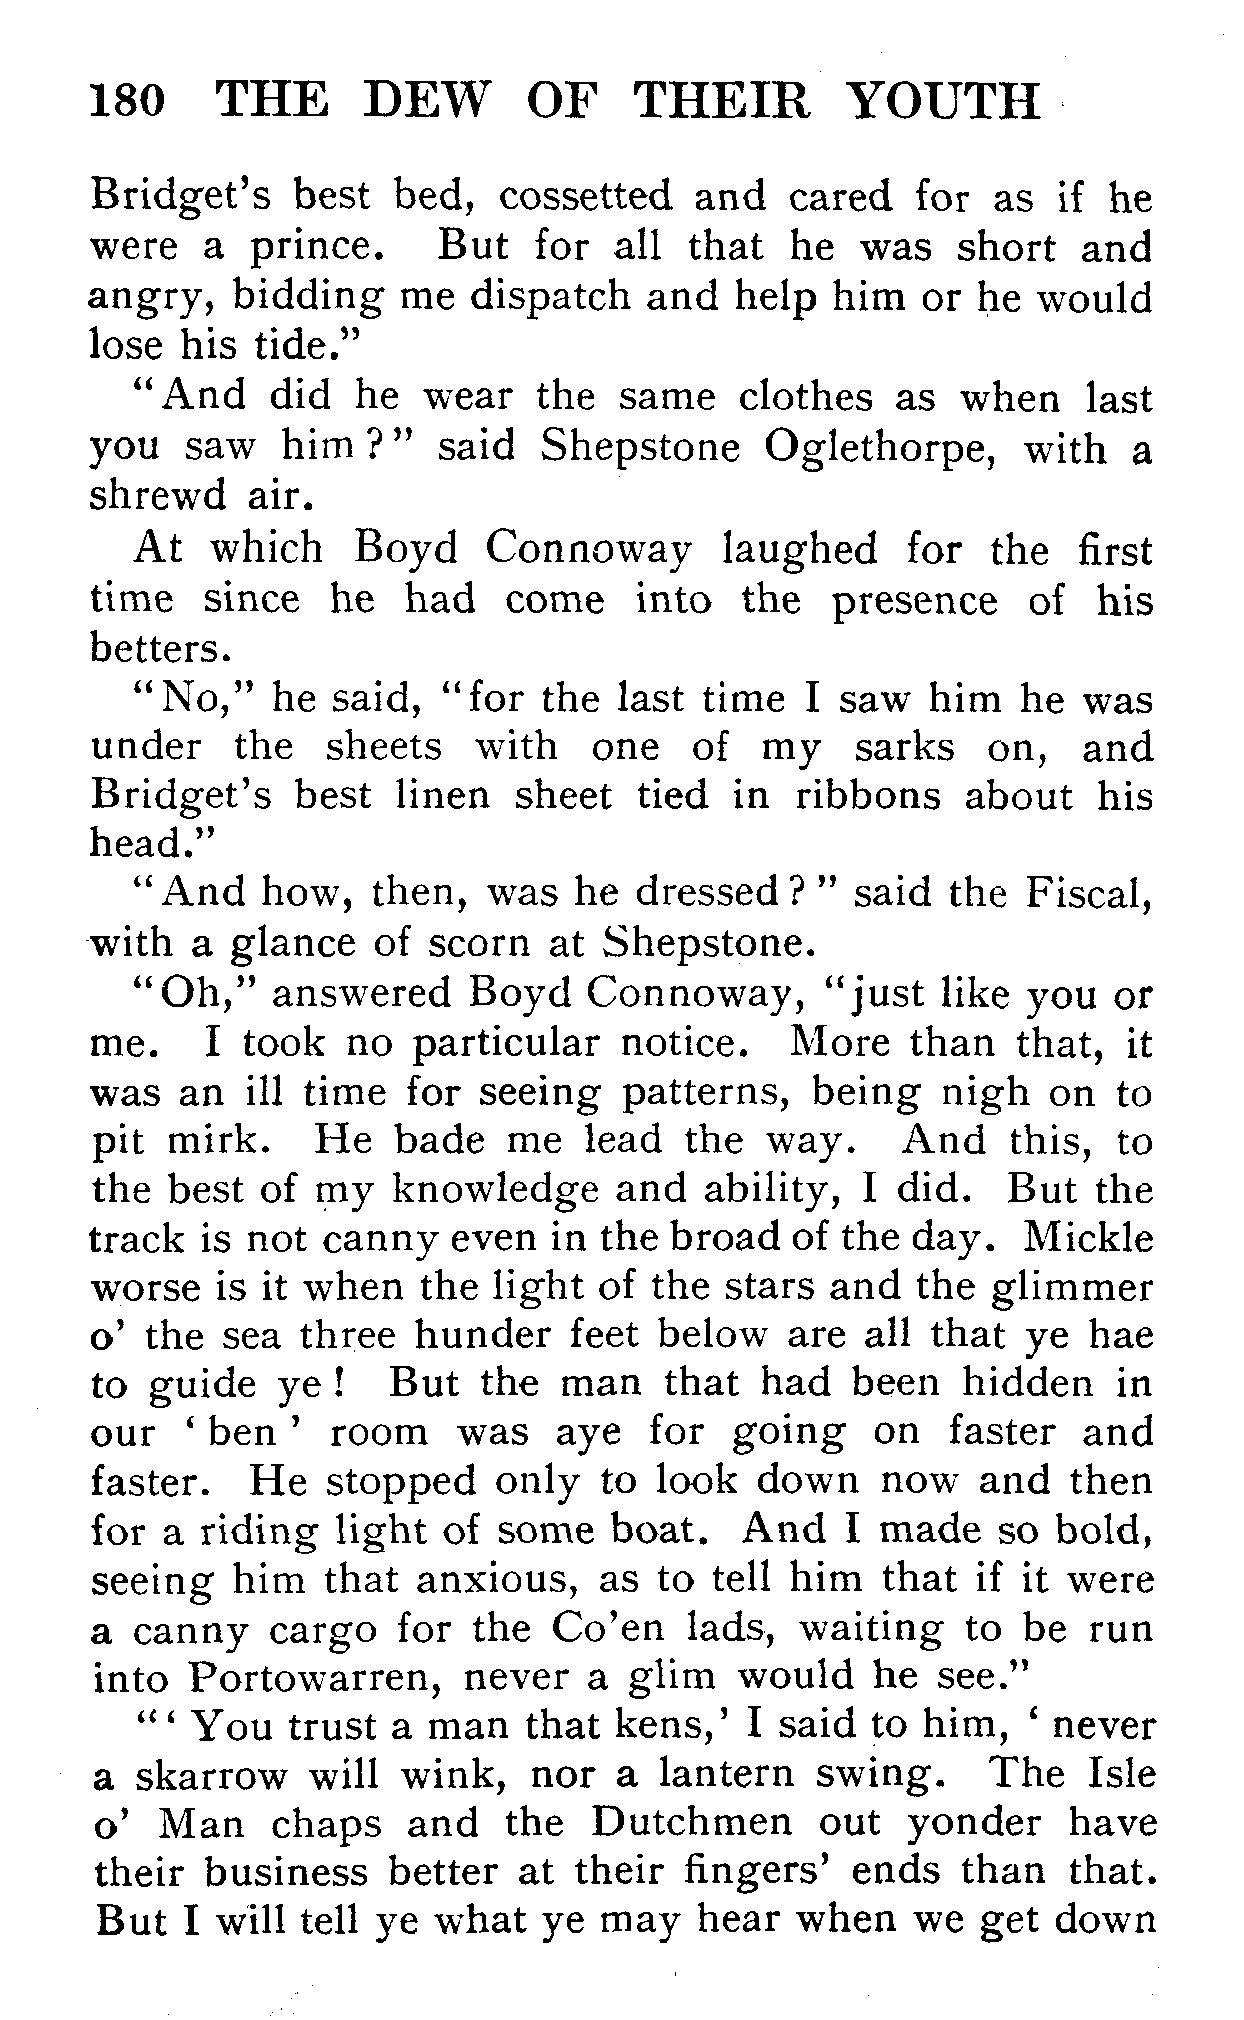 180 THE DEW OF THEIR YOUTH
Bridget's best bed, cossetted and cared for as if he
were a prince. But for all that he was short and
angry, bidding me dispatch and help him or he would
lose his tide."
"And did he wear the same clothes as when last
you saw him?" said Shepstone Oglethorpe, with a
shrewd air.
At which Boyd Connoway laughed for the first
time since he had come into the presence of his
betters.
"No," he said, "for the last time I saw him he was
under the sheets with one of my sarks on, and
Bridget's best linen sheet tied in ribbons about his
head."
"And how, then, was he dressed?" said the Fiscal,
with a glance of scorn at Shepstone.
"Oh," answered Boyd Connoway, "just like you or
me. I took no particular notice. More than that, it
was an ill time for seeing patterns, being nigh on to
pit mirk. He bade me lead the way. And this, to
the best of my knowledge and ability, I did. But the
track is not canny even in the broad of the day. Mickle
worse is it when the light of the stars and the glimmer
o' the sea three hunder feet below are all that ye hae
to guide ye! But the man that had been hidden in
our 'ben' room was aye for going on faster and
faster. He stopped only to look down now and then
for a riding light of some boat. And I made so bold,
seeing him that anxious, as to tell him that if it were
a canny cargo for the Co'en lads, waiting to be run
into Portowarren, never a glim would he see."
"'You trust a man that kens,' I said to him, 'never
a skarrow will wink, nor a lantern swing. The Isle
o' Man chaps and the Dutchmen out yonder have
their business better at their fingers' ends than that.
But I will tell ye what ye may hear when we get down